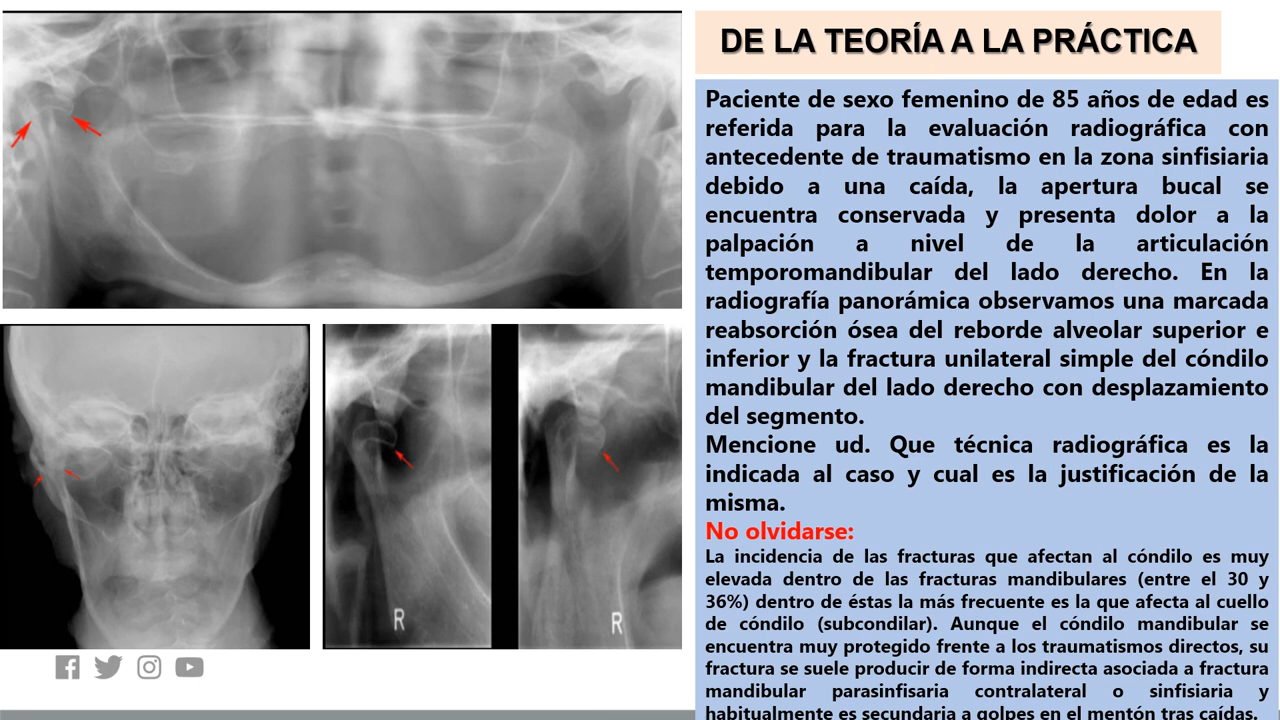 DE LA TEORÍA A LA PRÁCTICA
Paciente de sexo femenino de 85 años de edad es
referida para la evaluación radiográfica con
antecedente de traumatismo en la zona sinfisiaria
debido a una caída, la apertura bucal se
encuentra conservada y presenta dolor a la
palpación a nivel de la articulación
temporomandibular del lado derecho. En la
radiografía panorámica observamos una marcada
reabsorción ósea del reborde alveolar superior e
inferior y la fractura unilateral simple del cóndilo
mandibular del lado derecho con desplazamiento
del segmento.
Mencione ud. Que técnica radiográfica es la
indicada al caso y cual es la justificación de la
misma.
No olvidarse:
La incidencia de las fracturas que afectan al cóndilo es muy
elevada dentro de las fracturas mandibulares (entre el 30 y
36%) dentro de éstas la más frecuente es la que afecta al cuello
de cóndilo (subcondilar). Aunque el cóndilo mandibular se
encuentra muy protegido frente a los traumatismos directos, su
fractura se suele producir de forma indirecta asociada a fractura
mandibular parasinfisaria contralateral o sinfisiaria y
habitualmente es secundaria a golpes en el mentón tras caídas.
R
R